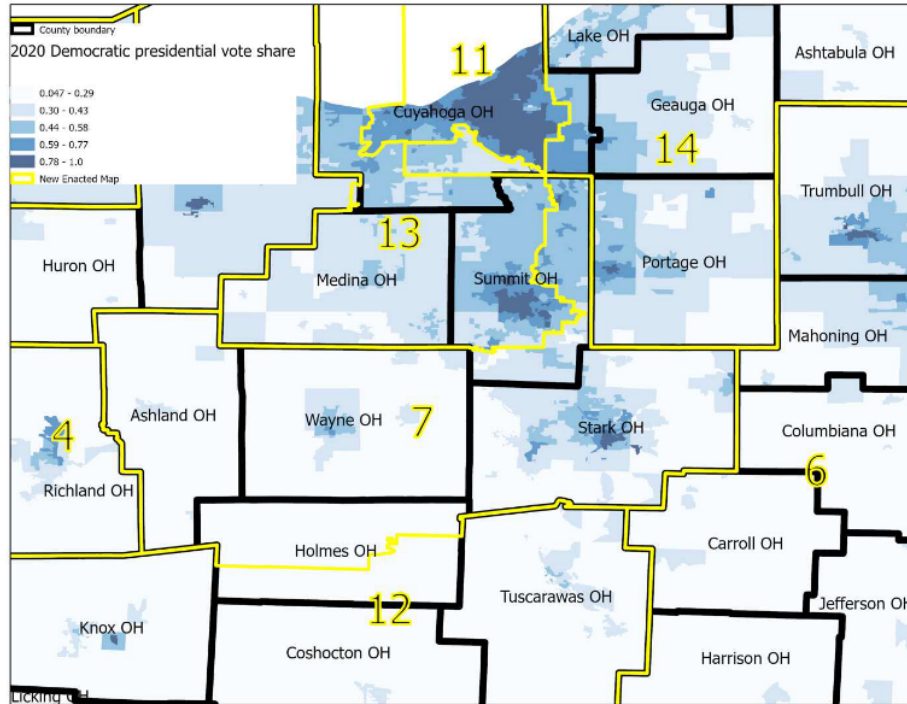 County boundary
2020 Democratic presidential vote share
0.047 - 0.29
0.30 - 0.43
0.44 - 0.58
0.59 - 0.77
0.78 - 1.0
New Enacted Map
11
Lake OH
Ashtabula OH
Cuyahoga OH
Geauga OH
14
Trumbull OH
13
Huron OH
Medina OH
Summit OH
Portage OH
Mahoning OH
Ashland OH
Wayne OH
7
Stark OH
Columbiana OH
4
6
Richland OH
Holmes OH
Carroll OH
12
Tuscarawas OH
Jefferson OH
Knox OH
Coshocton OH
Harrison OH
Licking OH